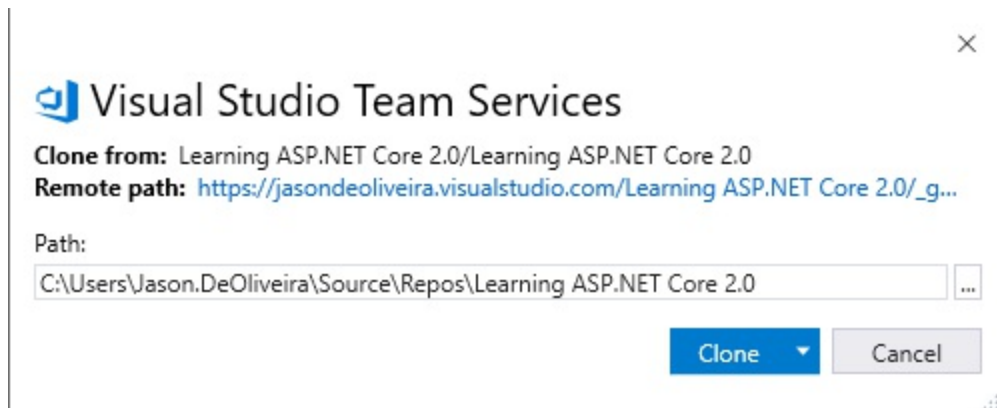 Visual Studio Team Services
Clone from: Learning ASP.NET Core 2.0/Learning ASP.NET Core 2.0
Remote path: https://jasondeoliveira.visualstudio.com/Learning ASP.NET Core 2.0/_g...
Path:
C:\Users\Jason.DeOliveira\Source\Repos\Learning ASP.NET Core 2.0
...
Clone
Cancel